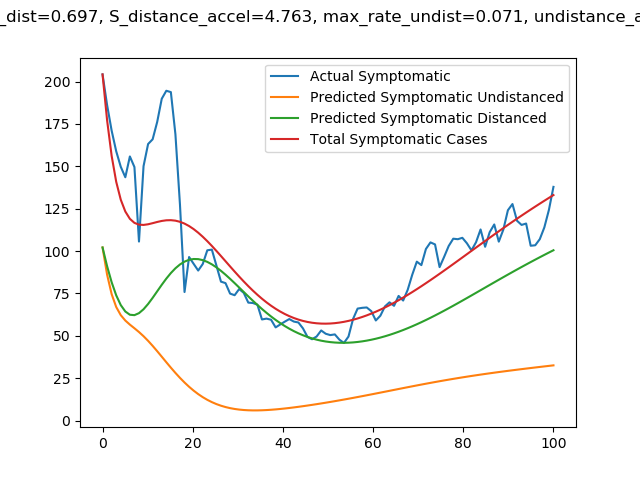 _dist=0.697, S_distance_accel=4.763, max_rate_undist=0.071, undistance_a
Actual Symptomatic
Predicted Symptomatic Undistanced
Predicted Symptomatic Distanced
Total Symptomatic Cases
200
175
150
125
100
75
50
25
0
0 20 40 60 80 100